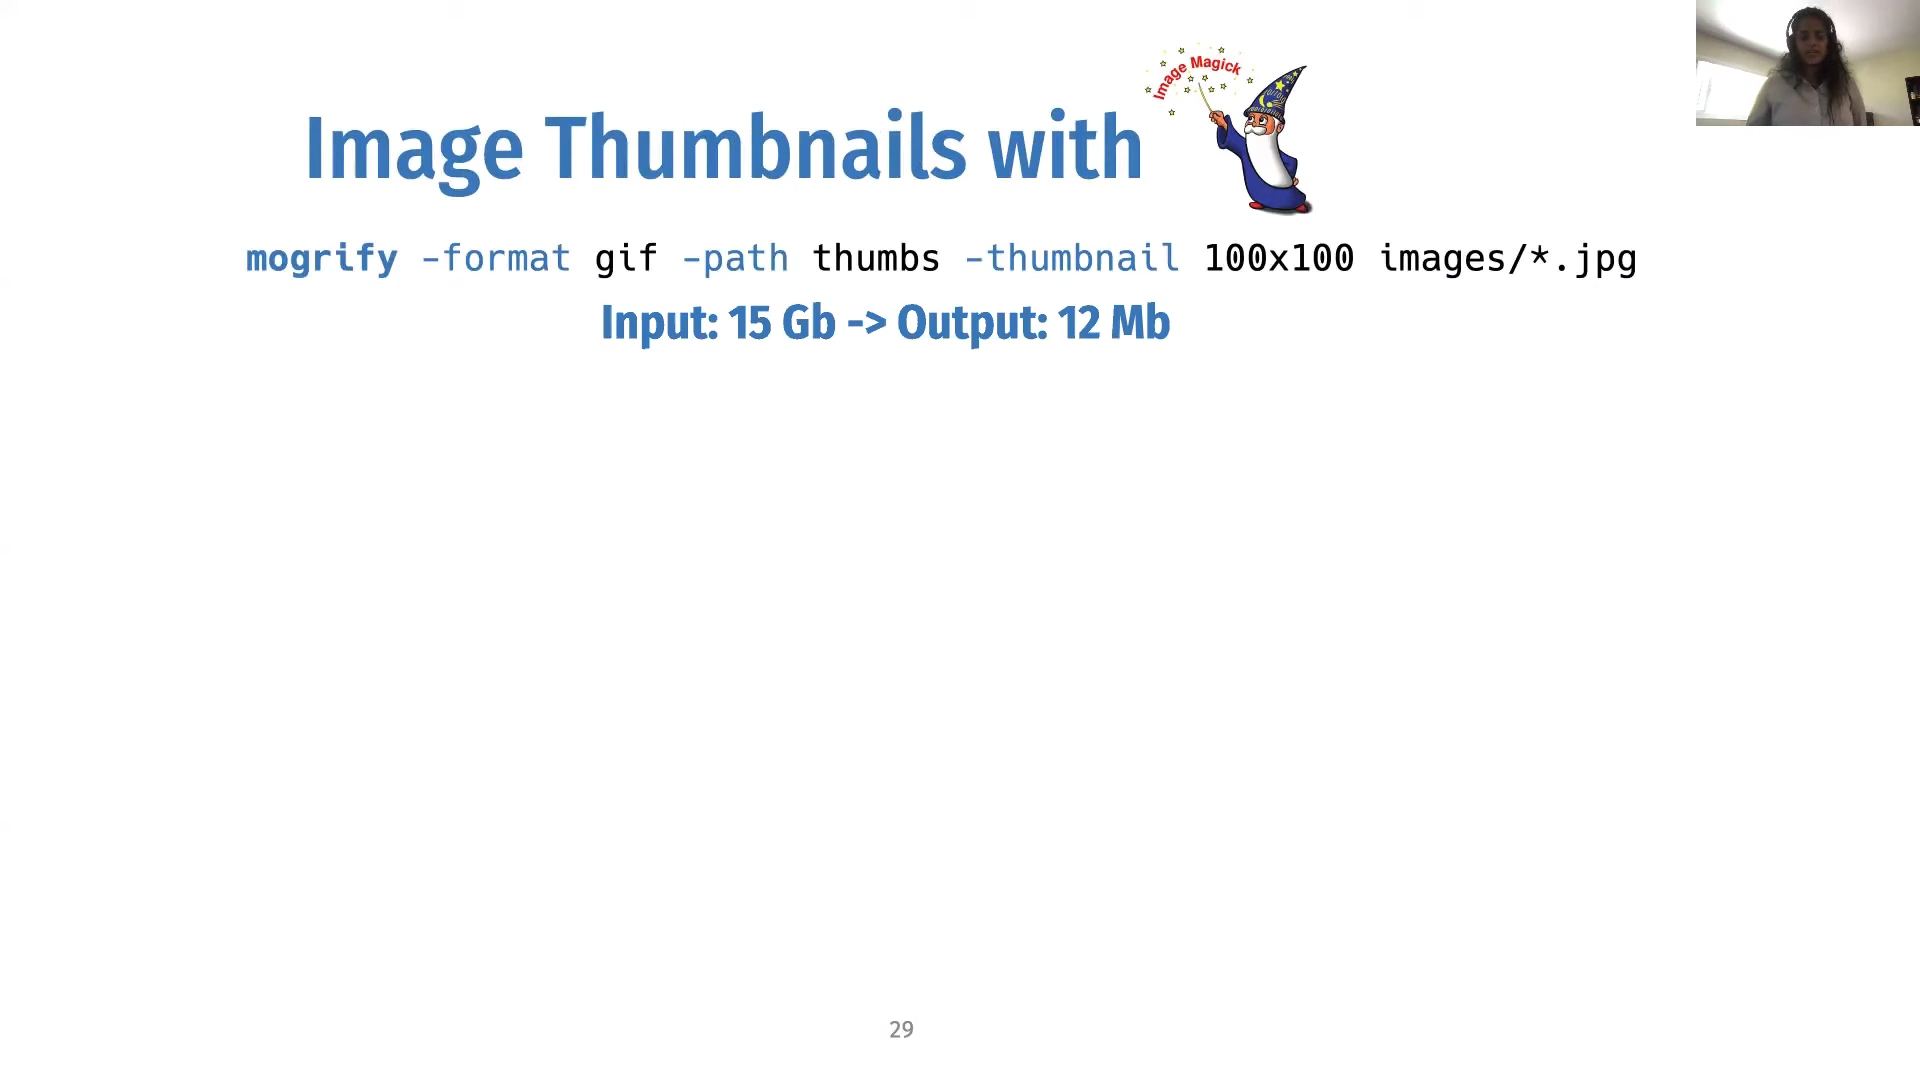 Image Magick
Image Thumbnails with
mogrify -format gif -path thumbs -thumbnail 100x100 images/*.jpg
Input: 15 Gb -> Output: 12 Mb
29